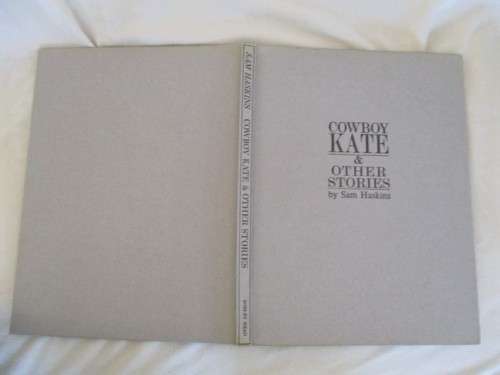 SAM HASKINS COWBOY KATE & OTHER STORIES
COWBOY
KATE
&
OTHER
STORIES
by Sam Haskins